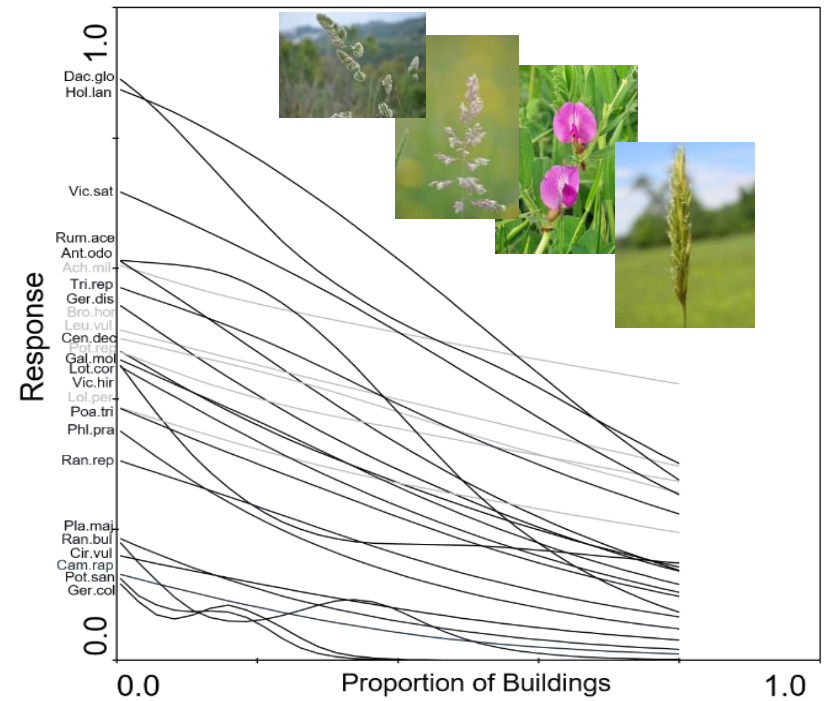 1.0
Dac.glo
Hol.lan
Vic.sat
Rum.ace
Ant.odo
Ach.mil
Tri.rep
Ger.dis
Bro.hor
Leu.vul
Cen.dec
Pot.rep
Gal.mol
Lot.cor
Vic.hir
Lol.per
Poa.tri
Phl.pra
Ran.rep
Pla.maj
Ran.bul
Cir.vul
Cam.rap
Pot.san
Ger.col
0.0
Response
0.0
Proportion of Buildings
1.0